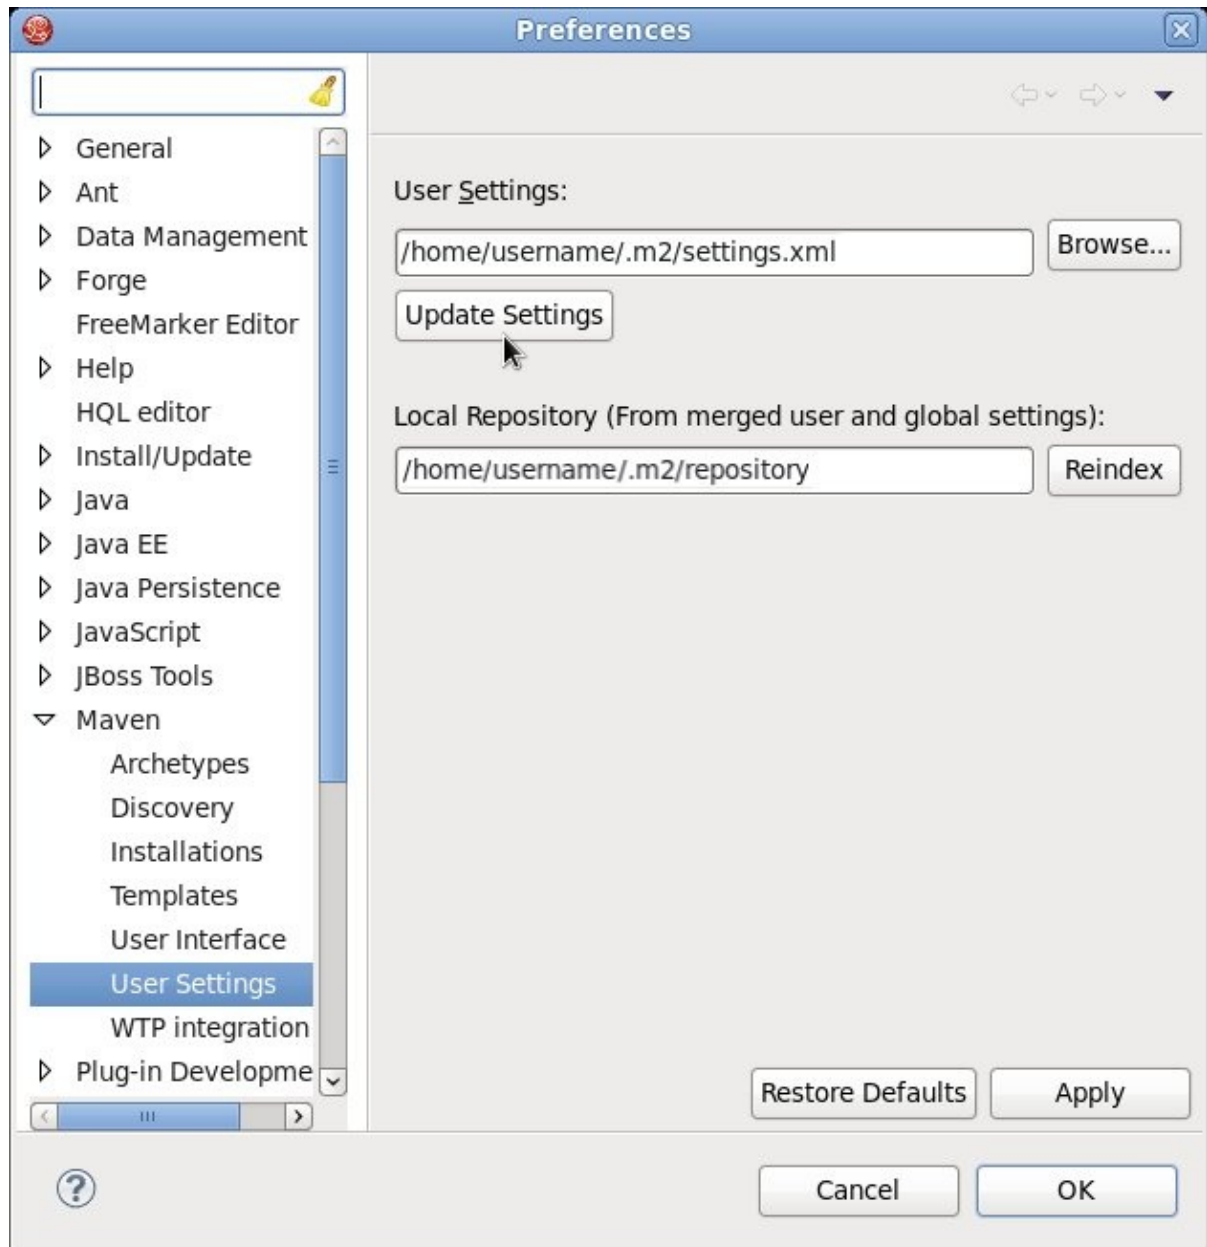 Preferences
General
Ant
Data Management
Forge
FreeMarker Editor
Help
HQL editor
Install/Update
Java
Java EE
Java Persistence
JavaScript
JBoss Tools
Maven
Archetypes
Discovery
Installations
Templates
User Interface
User Settings
WTP integration
Plug-in Developme
User Settings:
/home/username/.m2/settings.xml
Browse...
Update Settings
Local Repository (From merged user and global settings):
/home/username/.m2/repository
Reindex
Restore Defaults
Apply
?
Cancel
OK